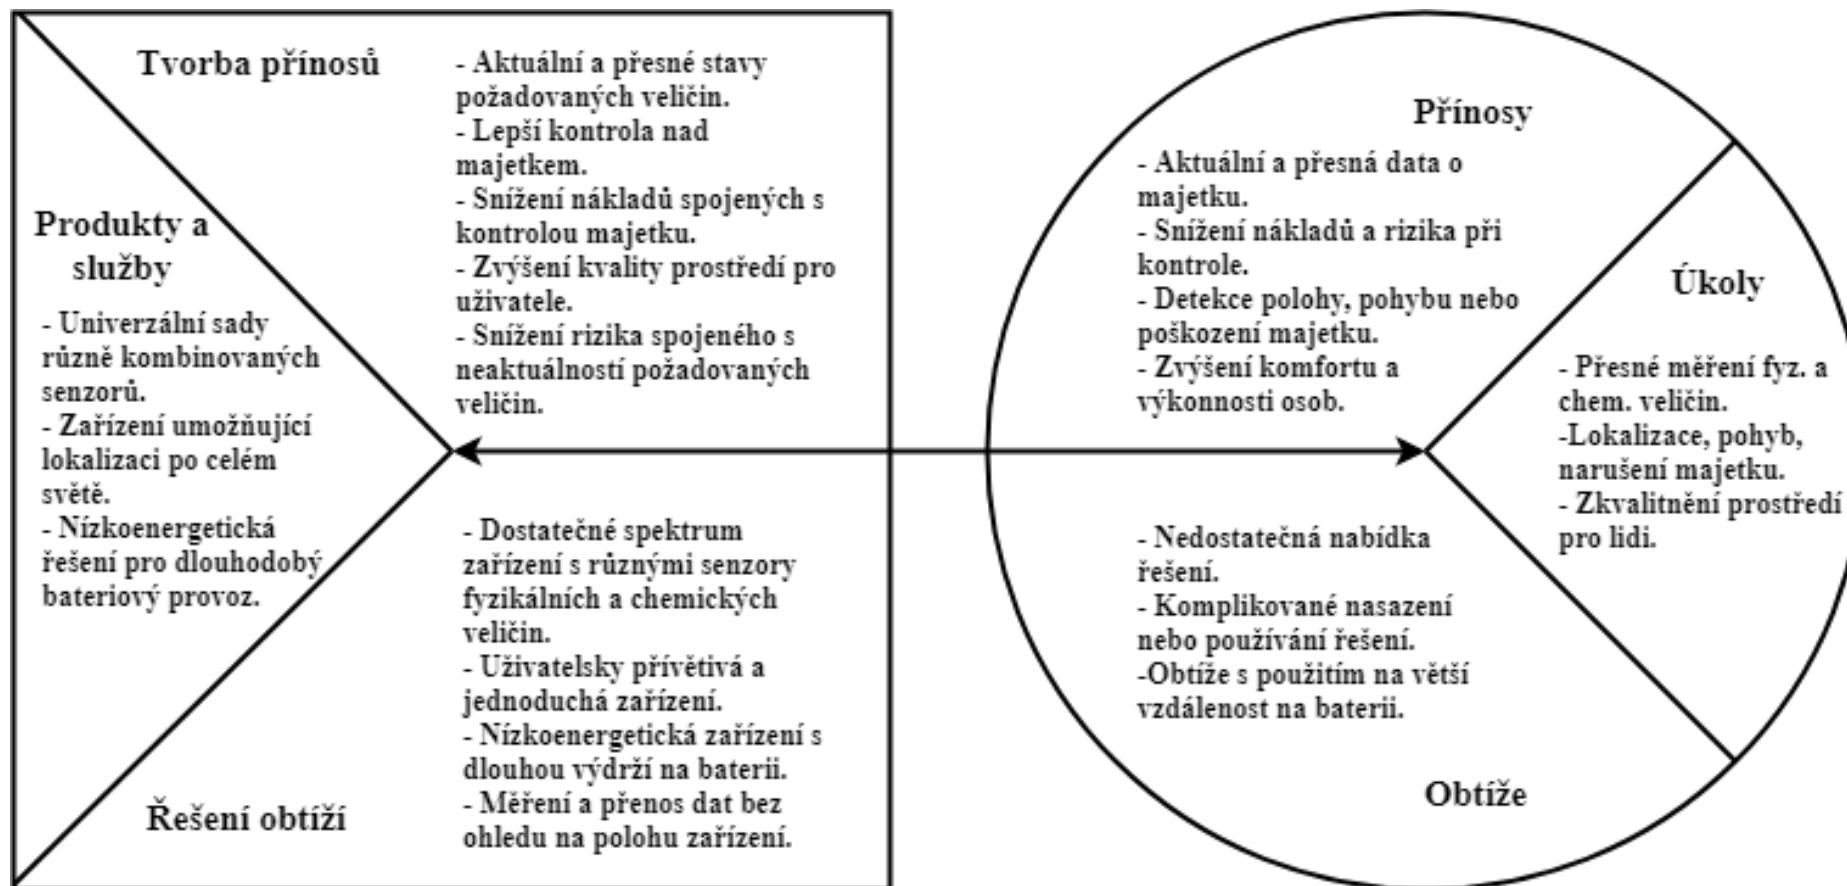 Tvorba přínosů
- Aktuální a přesné stavy
požadovaných veličin.
- Lepší kontrola nad
majetkem.
- Snížení nákladů spojených s
kontrolou majetku.
- Zvýšení kvality prostředí pro
uživatele.
- Snížení rizika spojeného s
neaktuálností požadovaných
veličin.
Produkty a
služby
- Univerzální sady
různě kombinovaných
senzorů.
- Zařízení umožňující
lokalizaci po celém
světě.
- Nízkoenergetická
řešení pro dlouhodobý
bateriový provoz.
- Dostatečné spektrum
zařízení s různými senzory
fyzikálních a chemických
veličin.
- Uživatelsky přívětivá a
jednoduchá zařízení.
- Nízkoenergetická zařízení s
dlouhou výdrží na baterii.
- Měření a přenos dat bez
ohledu na polohu zařízení.
Řešení obtíží
Přínosy
- Aktuální a přesná data o
majetku.
- Snížení nákladů a rizika při
kontrole.
- Detekce polohy, pohybu nebo
poškození majetku.
- Zvýšení komfortu a
výkonnosti osob.
Úkoly
- Přesné měření fyz. a
chem. veličin.
-Lokalizace, pohyb,
narušení majetku.
- Zkvalitnění prostředí
pro lidi.
- Nedostatečná nabídka
řešení.
- Komplikované nasazení
nebo používání řešení.
-Obtíže s použitím na větší
vzdálenost na baterii.
Obtíže